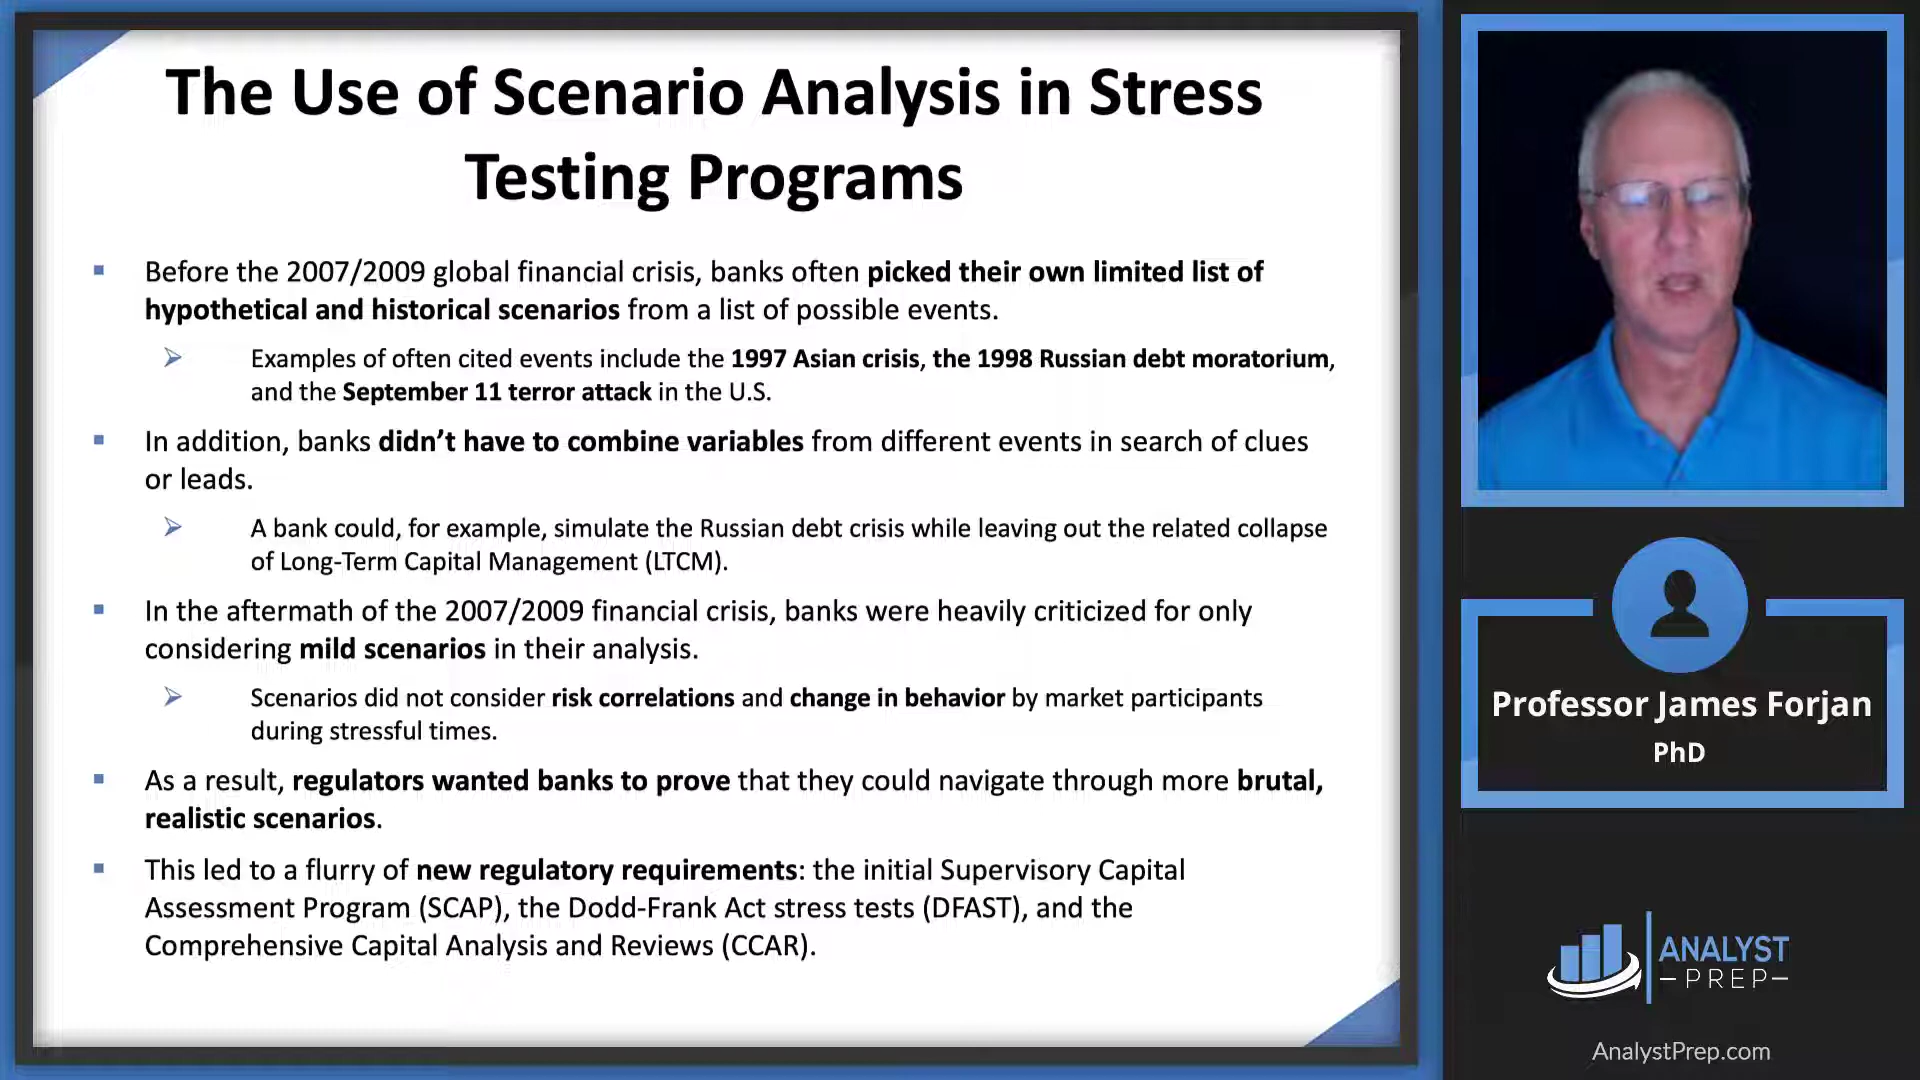 The Use of Scenario Analysis in Stress
Testing Programs
▪ Before the 2007/2009 global financial crisis, banks often picked their own limited list of
hypothetical and historical scenarios from a list of possible events.
➢ Examples of often cited events include the 1997 Asian crisis, the 1998 Russian debt moratorium,
and the September 11 terror attack in the U.S.
▪ In addition, banks didn’t have to combine variables from different events in search of clues
or leads.
➢ A bank could, for example, simulate the Russian debt crisis while leaving out the related collapse
of Long-Term Capital Management (LTCM).
▪ In the aftermath of the 2007/2009 financial crisis, banks were heavily criticized for only
considering mild scenarios in their analysis.
➢ Scenarios did not consider risk correlations and change in behavior by market participants
during stressful times.
▪ As a result, regulators wanted banks to prove that they could navigate through more brutal,
realistic scenarios.
▪ This led to a flurry of new regulatory requirements: the initial Supervisory Capital
Assessment Program (SCAP), the Dodd-Frank Act stress tests (DFAST), and the
Comprehensive Capital Analysis and Reviews (CCAR).
Professor James Forjan
PhD
ANALYST
PREP
AnalystPrep.com